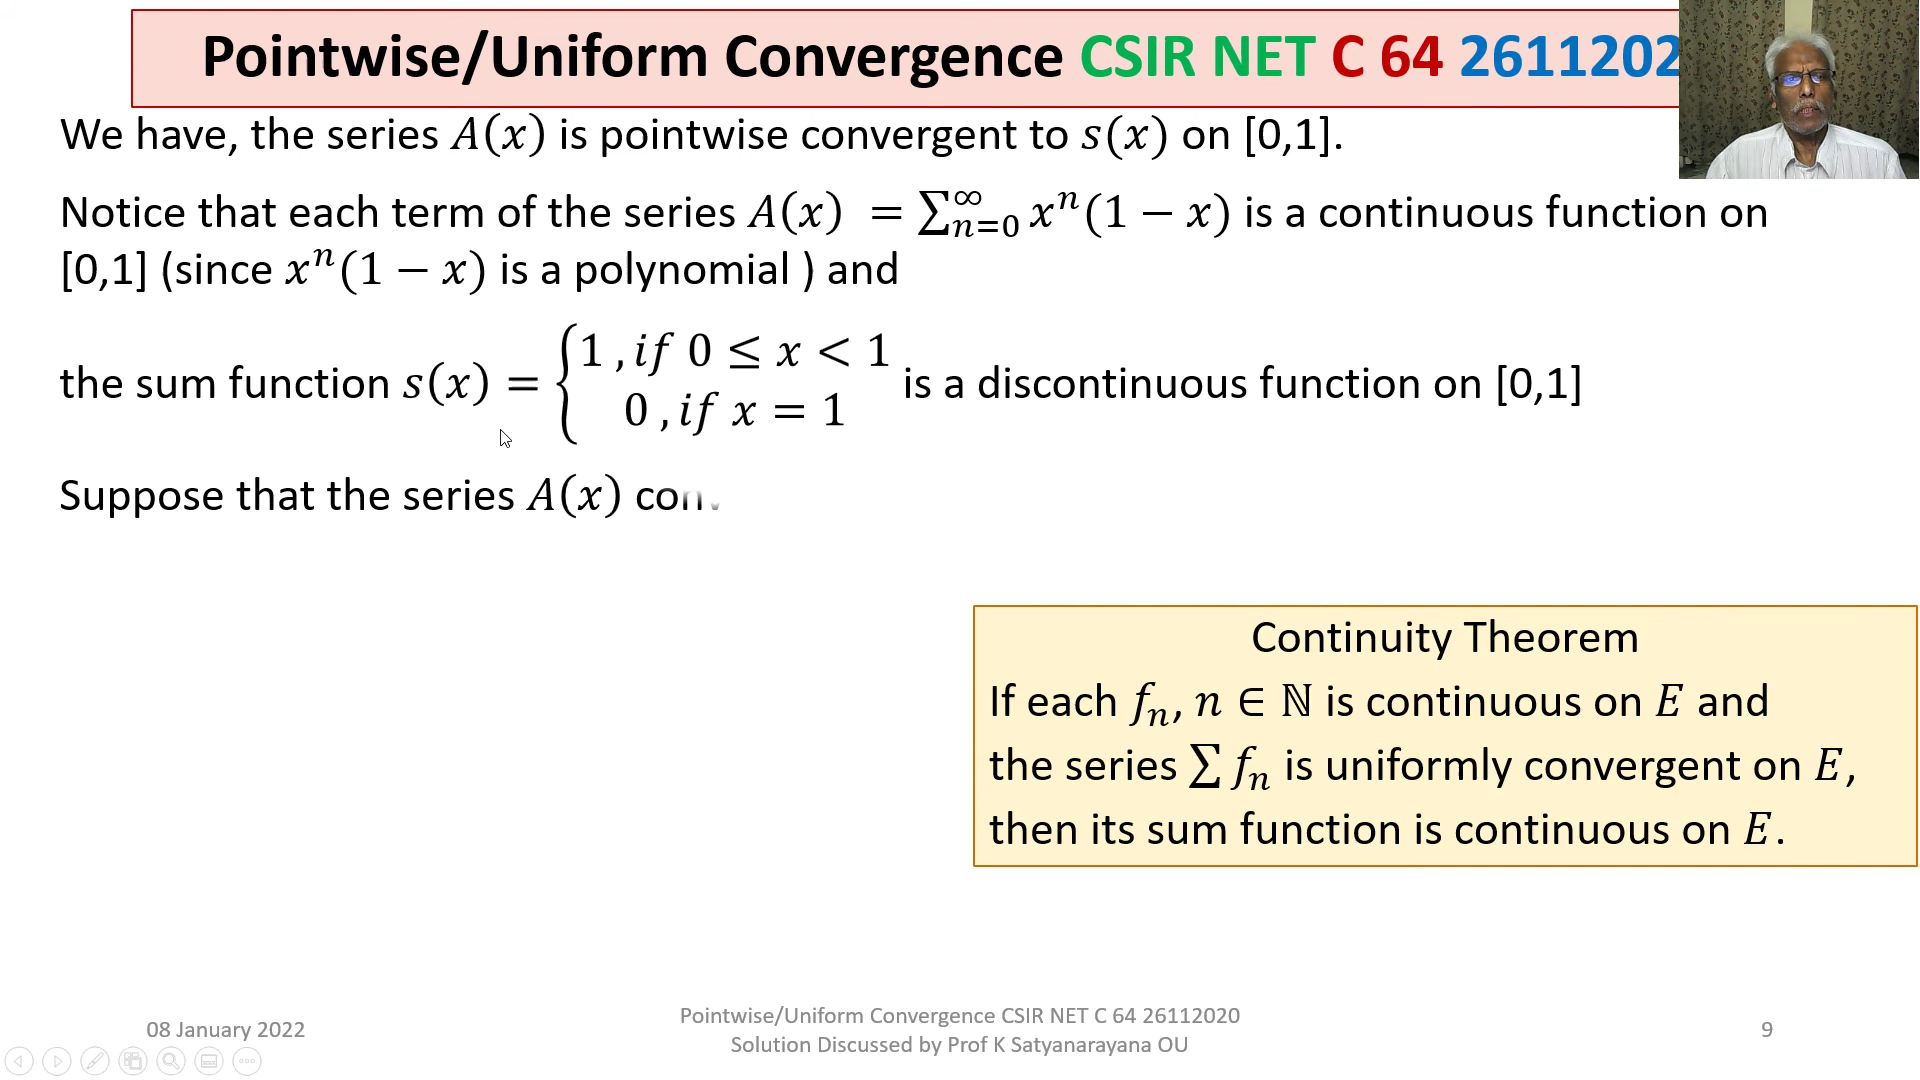 Pointwise/Uniform Convergence CSIR NET C 64 2611202
We have, the series A(x) is pointwise convergent to s(x) on [0,1].
Notice that each term of the series A(x) = ∑_{n=0}^{∞} x^n(1 − x) is a continuous function on
[0,1] (since x^n(1 − x) is a polynomial ) and
the sum function s(x) = { 1 , if 0 ≤ x < 1
0 , if x = 1
is a discontinuous function on [0,1]
Suppose that the series A(x) conv
Continuity Theorem
If each f_n, n ∈ ℕ is continuous on E and
the series ∑ f_n is uniformly convergent on E,
then its sum function is continuous on E.
08 January 2022
Pointwise/Uniform Convergence CSIR NET C 64 26112020
Solution Discussed by Prof K Satyanarayana OU
9